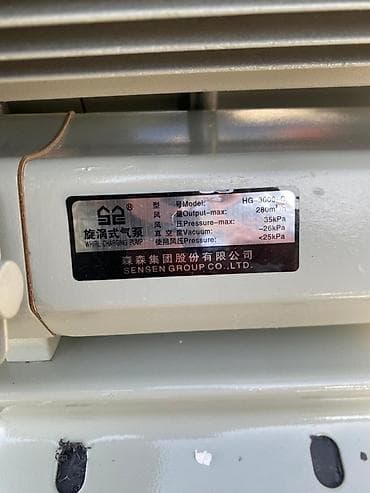 ®
旋涡式气泵
WHIRL CHARGING PUMP
型 号Model: HG-3000-C
风 量Output-max: 280m³
风 压Pressure-max: 35kPa
真 空 度Vacuum: -26kPa
使用风压Pressure: <25kPa
森森集团股份有限公司
SENSEN GROUP CO.,LTD.